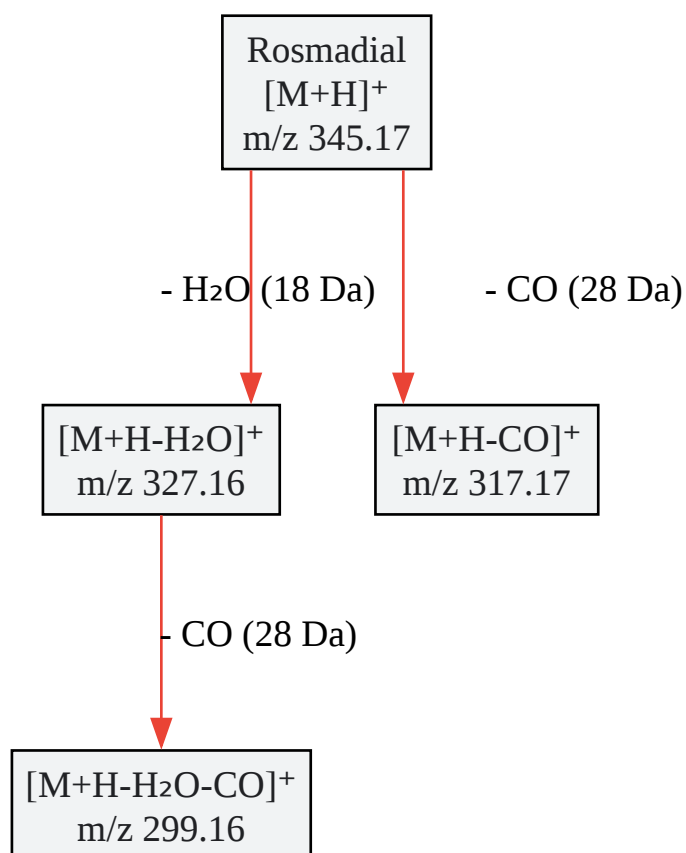 Rosmadial
[M+H]⁺
m/z 345.17
- H₂O (18 Da)
- CO (28 Da)
[M+H-H₂O]⁺
m/z 327.16
[M+H-CO]⁺
m/z 317.17
- CO (28 Da)
[M+H-H₂O-CO]⁺
m/z 299.16